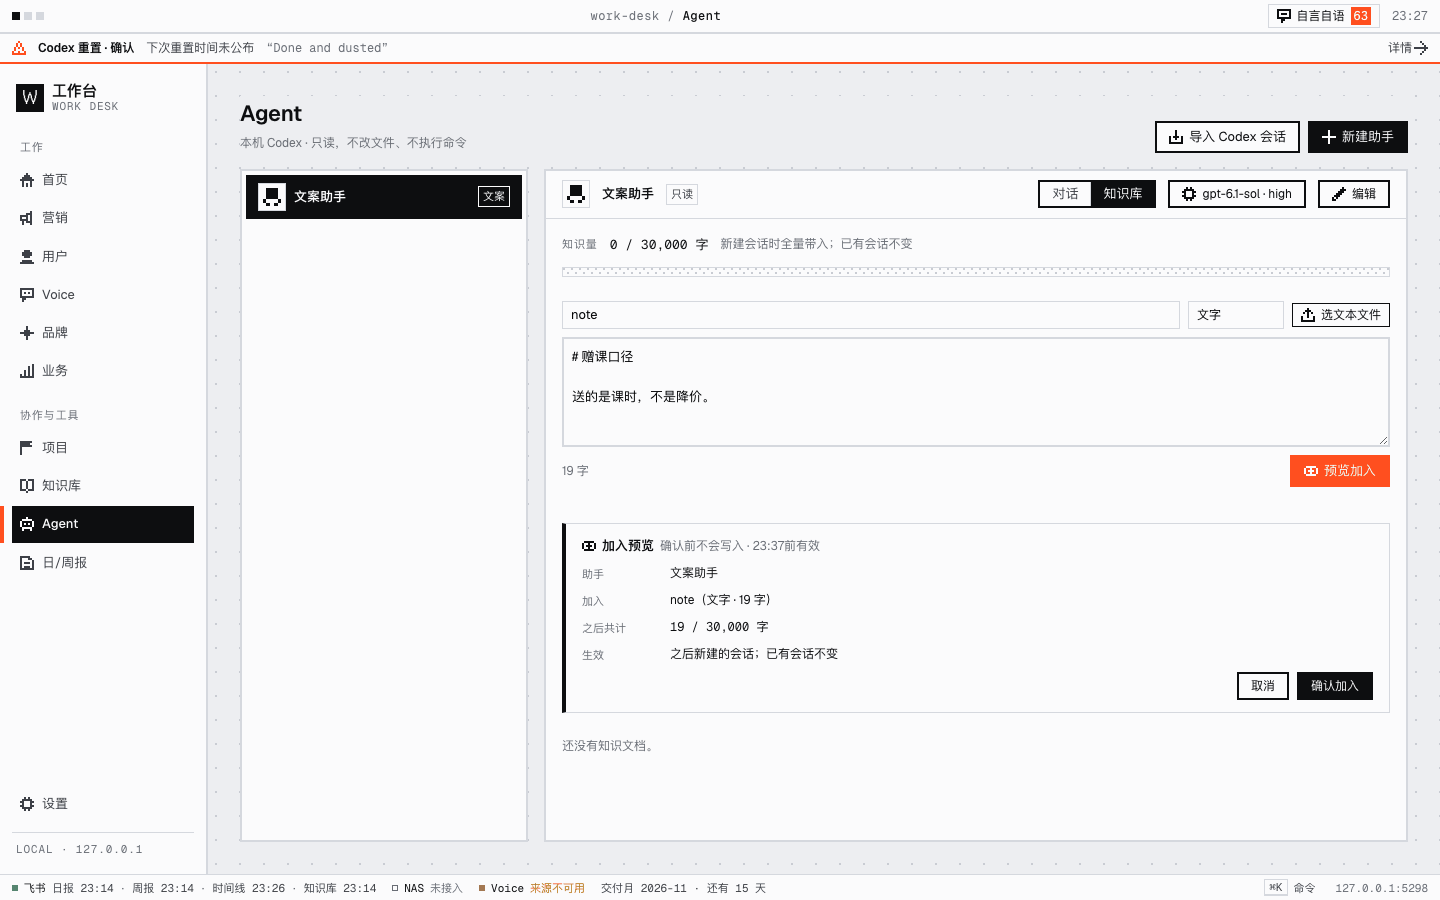 work-desk / Agent
自言自语 63
23:27
Codex 重置 · 确认 下次重置时间未公布 “Done and dusted”
详情
W
工作台
WORK DESK
工作
首页
营销
用户
Voice
品牌
业务
协作与工具
项目
知识库
Agent
日/周报
设置
LOCAL · 127.0.0.1
Agent
本机 Codex · 只读，不改文件、不执行命令
导入 Codex 会话
新建助手
文案助手
文案
文案助手
只读
对话
知识库
gpt-6.1-sol · high
编辑
知识量 0 / 30,000 字 新建会话时全量带入；已有会话不变
note
文字
选文本文件
# 赠课口径
送的是课时，不是降价。
19 字
预览加入
加入预览 确认前不会写入 · 23:37前有效
助手 文案助手
加入 note（文字 · 19 字）
之后共计 19 / 30,000 字
生效 之后新建的会话；已有会话不变
取消
确认加入
还没有知识文档。
飞书 日报 23:14 · 周报 23:14 · 时间线 23:26 · 知识库 23:14
NAS 未接入
Voice 来源不可用
交付月 2026-11 · 还有 15 天
⌘K 命令
127.0.0.1:5298